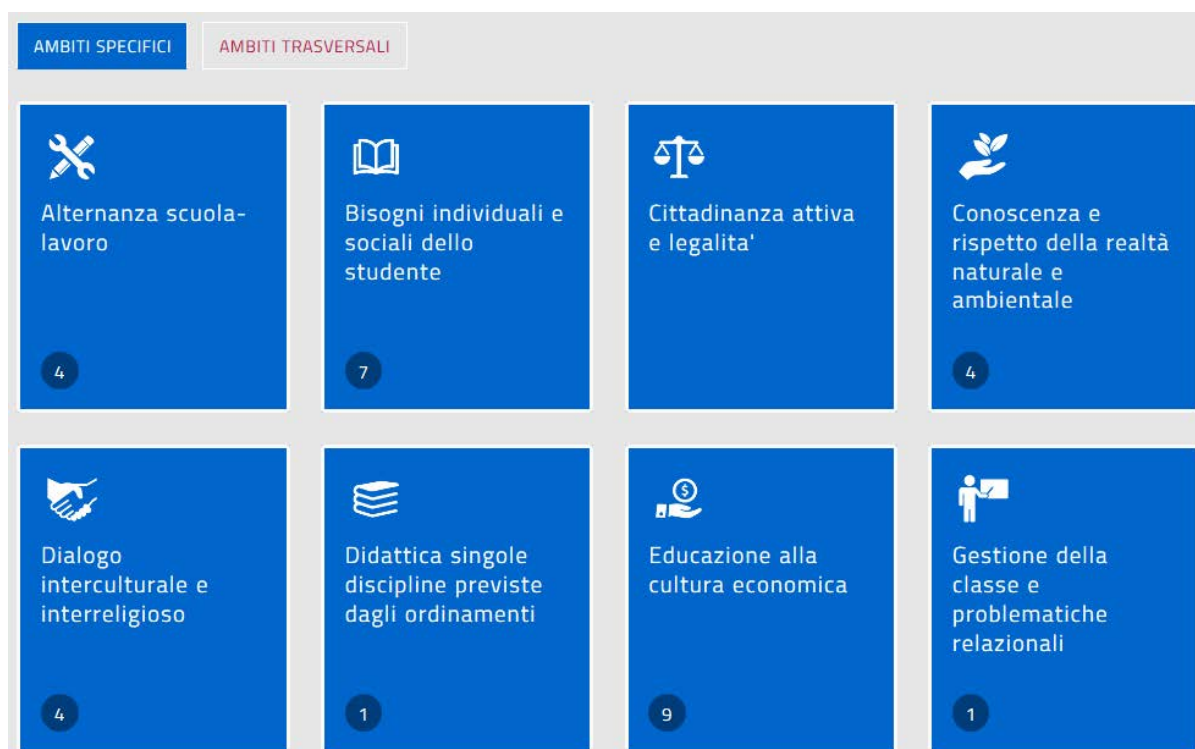 AMBITI SPECIFICI
AMBITI TRASVERSALI
Alternanza scuola-
lavoro
4
Bisogni individuali e
sociali dello
studente
7
Cittadinanza attiva
e legalita'
Conoscenza e
rispetto della realtà
naturale e
ambientale
4
Dialogo
interculturale e
interreligioso
4
Didattica singole
discipline previste
dagli ordinamenti
1
$
Educazione alla
cultura economica
9
Gestione della
classe e
problematiche
relazionali
1